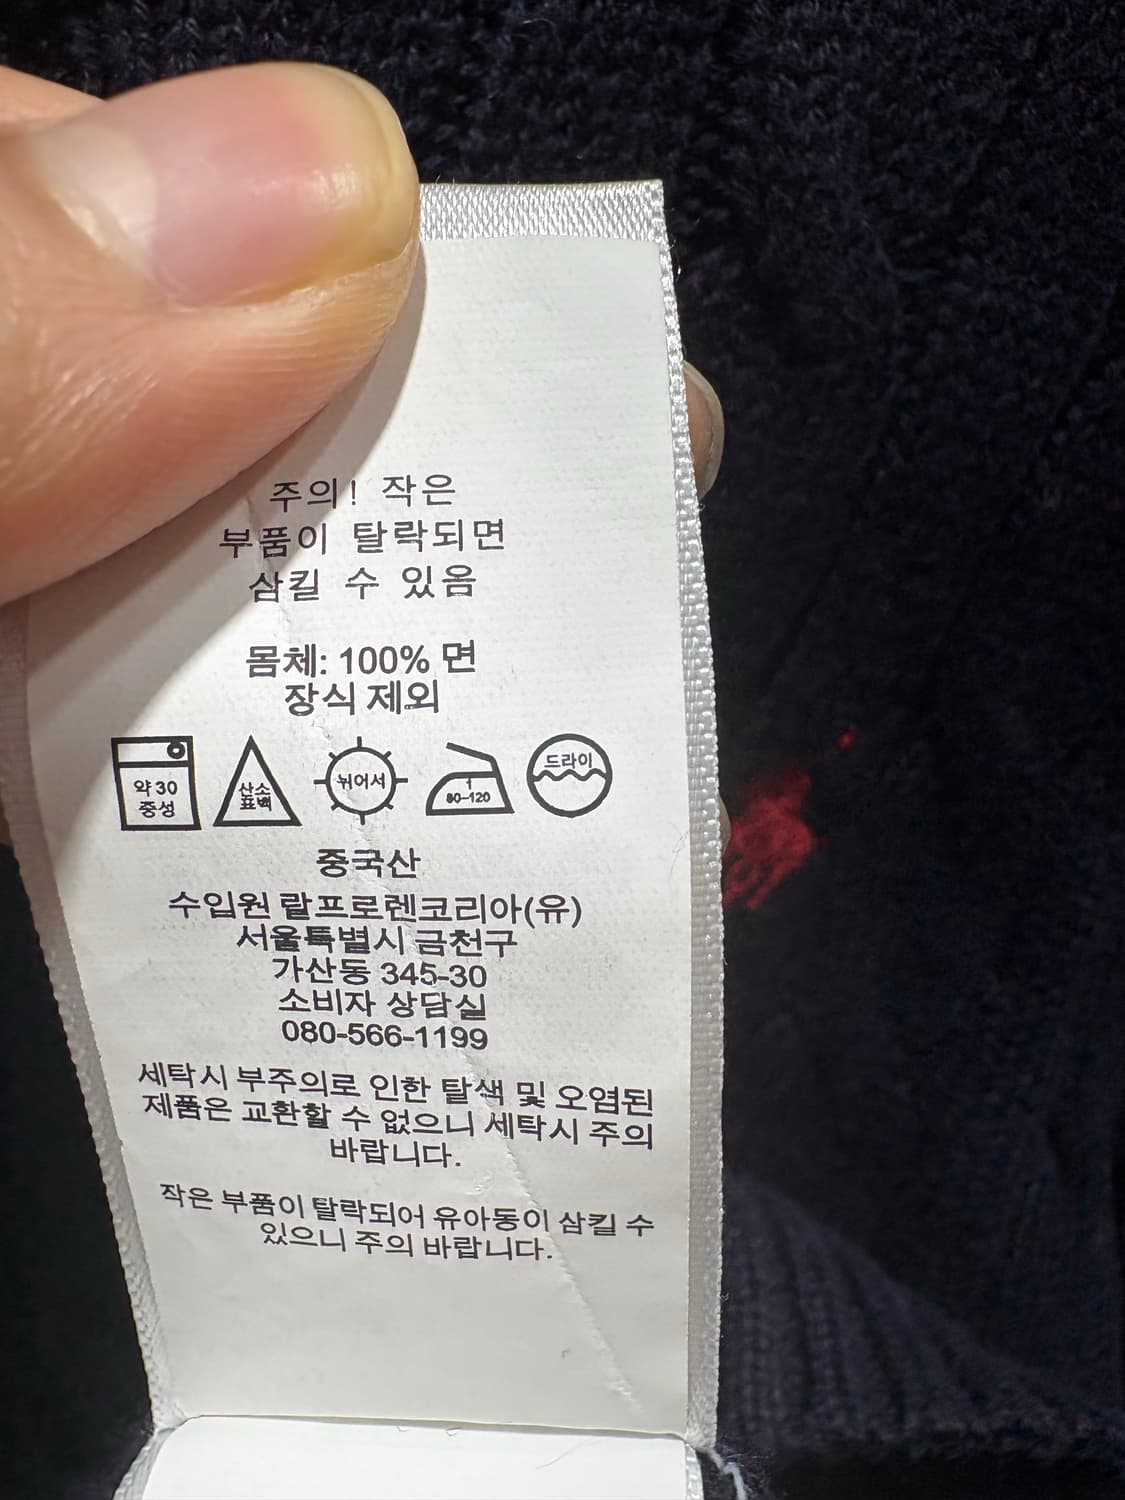 주의! 작은
부품이 탈락되면
삼킬 수 있음
몸체: 100% 면
장식 제외
약 30
중성
산소
표백
뉘어서
80-120
드라이
중국산
수입원 랄프로렌코리아(유)
서울특별시 금천구
가산동 345-30
소비자 상담실
080-566-1199
세탁시 부주의로 인한 탈색 및 오염된
제품은 교환할 수 없으니 세탁시 주의
바랍니다.
작은 부품이 탈락되어 유아동이 삼킬 수
있으니 주의 바랍니다.